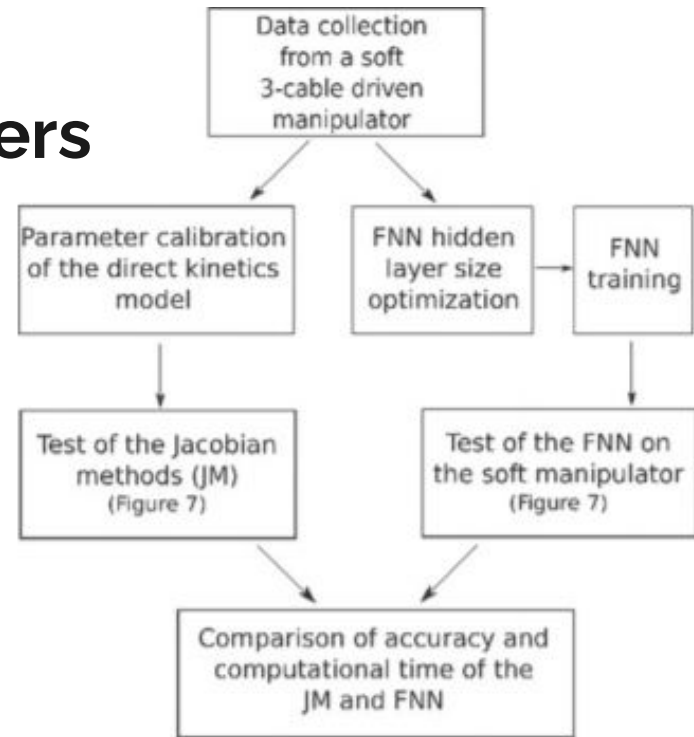 Data collection
from a soft
3-cable driven
manipulator
ers
Parameter calibration
of the direct kinetics
model
FNN hidden
layer size
optimization
FNN
training
Test of the Jacobian
methods (JM)
(Figure 7)
Test of the FNN on
the soft manipulator
(Figure 7)
Comparison of accuracy and
computational time of the
JM and FNN